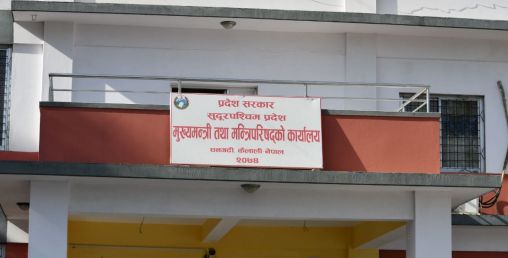 प्रदेश सरकार
सुदूरपश्चिम प्रदेश
मुख्यमन्त्री तथा मन्त्रिपरिषद्को कार्यालय
धनगढी, कैलाली नेपाल
२०७४